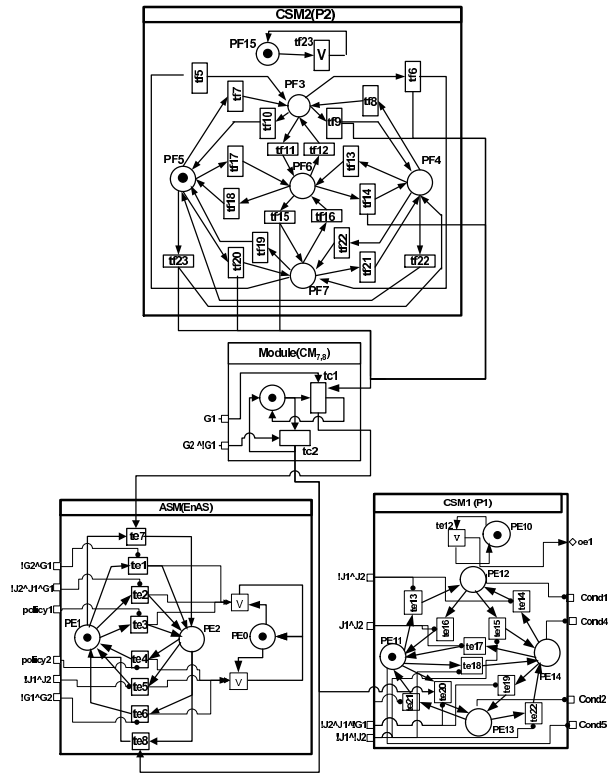 CSM2(P2)
PF15
tf23
V
tf5
tf6
PF3
tf7
tf8
tf10
tf9
tf11
tf12
PF5
tf17
PF6
tf13
PF4
tf18
tf14
tf15
tf16
tf19
tf22
tf23
tf20
tf21
tf22
PF7
Module(CM7,8)
tc1
G1
G2 ^!G1
tc2
ASM(EnAS)
CSM1 (P1)
te7
te12
V
PE10
oe1
!G2^G1
te1
PE12
!J1^J2
!J2^J1^G1
te2
V
Cond1
te13
te14
pollicy1
te3
Cond4
J1^J2
te16
te15
PE1
PE2
PE0
PE11
te17
te18
PE14
pollicy2
te4
!J1^J2
te5
V
te19
te20
te21
Cond2
!G1^G2
te6
te22
!J2^J1^!G1
PE13
Cond5
!J1^!J2
te8